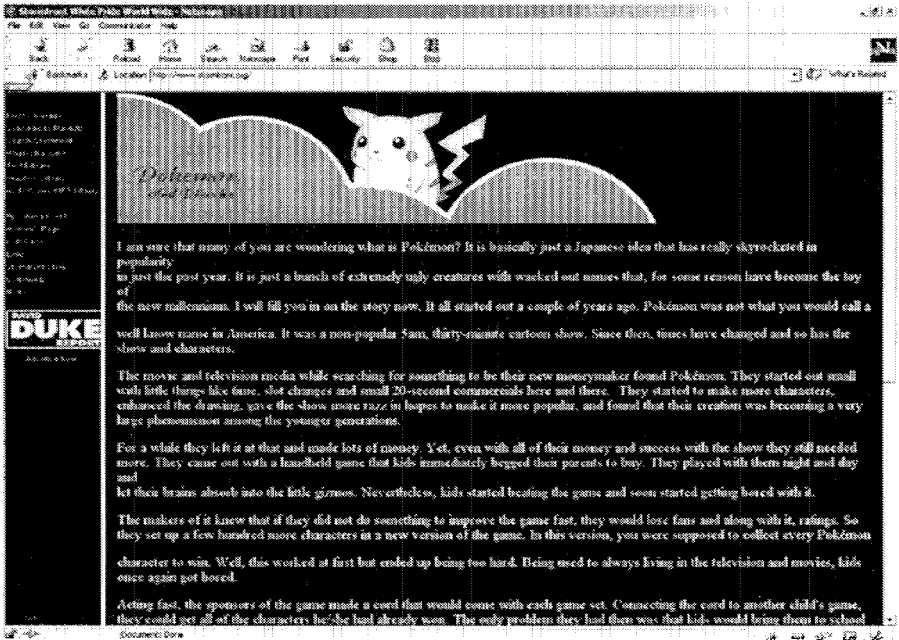 File Edit View Go Communicator Help
Back Reload Home Search Netscape Print Security Shop Stop
Bookmarks Location: What's Related
Pokemon
I am sure that many of you are wondering what is Pokémon? It is basically just a Japanese idea that has really skyrocketed in
popularity
in just the past year. It is just a bunch of extremely ugly creatures with wacked out names that, for some reason have become the toy
of
the new millennium. I will fill you in on the story now. It all started out a couple of years ago. Pokémon was not what you would call a
well know name in America. It was a non-popular 5am, thirty-minute cartoon show. Since then, times have changed and so has the
show and characters.
DAVID
DUKE
REPORT
The movie and television media while searching for something to be their new moneymaker found Pokémon. They started out small
with little things like time, slot changes and small 20-second commercials here and there. They started to make more characters,
enhanced the drawing, gave the show more razz in hopes to make it more popular, and found that their creation was becoming a very
large phenomenon among the younger generations.
For a while they left it at that and made lots of money. Yet, even with all of their money and success with the show they still needed
more. They came out with a handheld game that kids immediately begged their parents to buy. They played with them night and day
and
let their brains absorb into the little gizmos. Nevertheless, kids started beating the game and soon started getting bored with it.
The makers of it knew that if they did not do something to improve the game fast, they would lose fans and along with it, ratings. So
they set up a few hundred more characters in a new version of the game. In this version, you were supposed to collect every Pokémon
character to win. Well, this worked at first but ended up being too hard. Being used to always living in the television and movies, kids
once again got bored.
Acting fast, the sponsors of the game made a cord that would come with each game set. Connecting the cord to another child's game,
they could get all of the characters he/she had already won. The only problem they had then was that kids would bring them to school
Document: Done